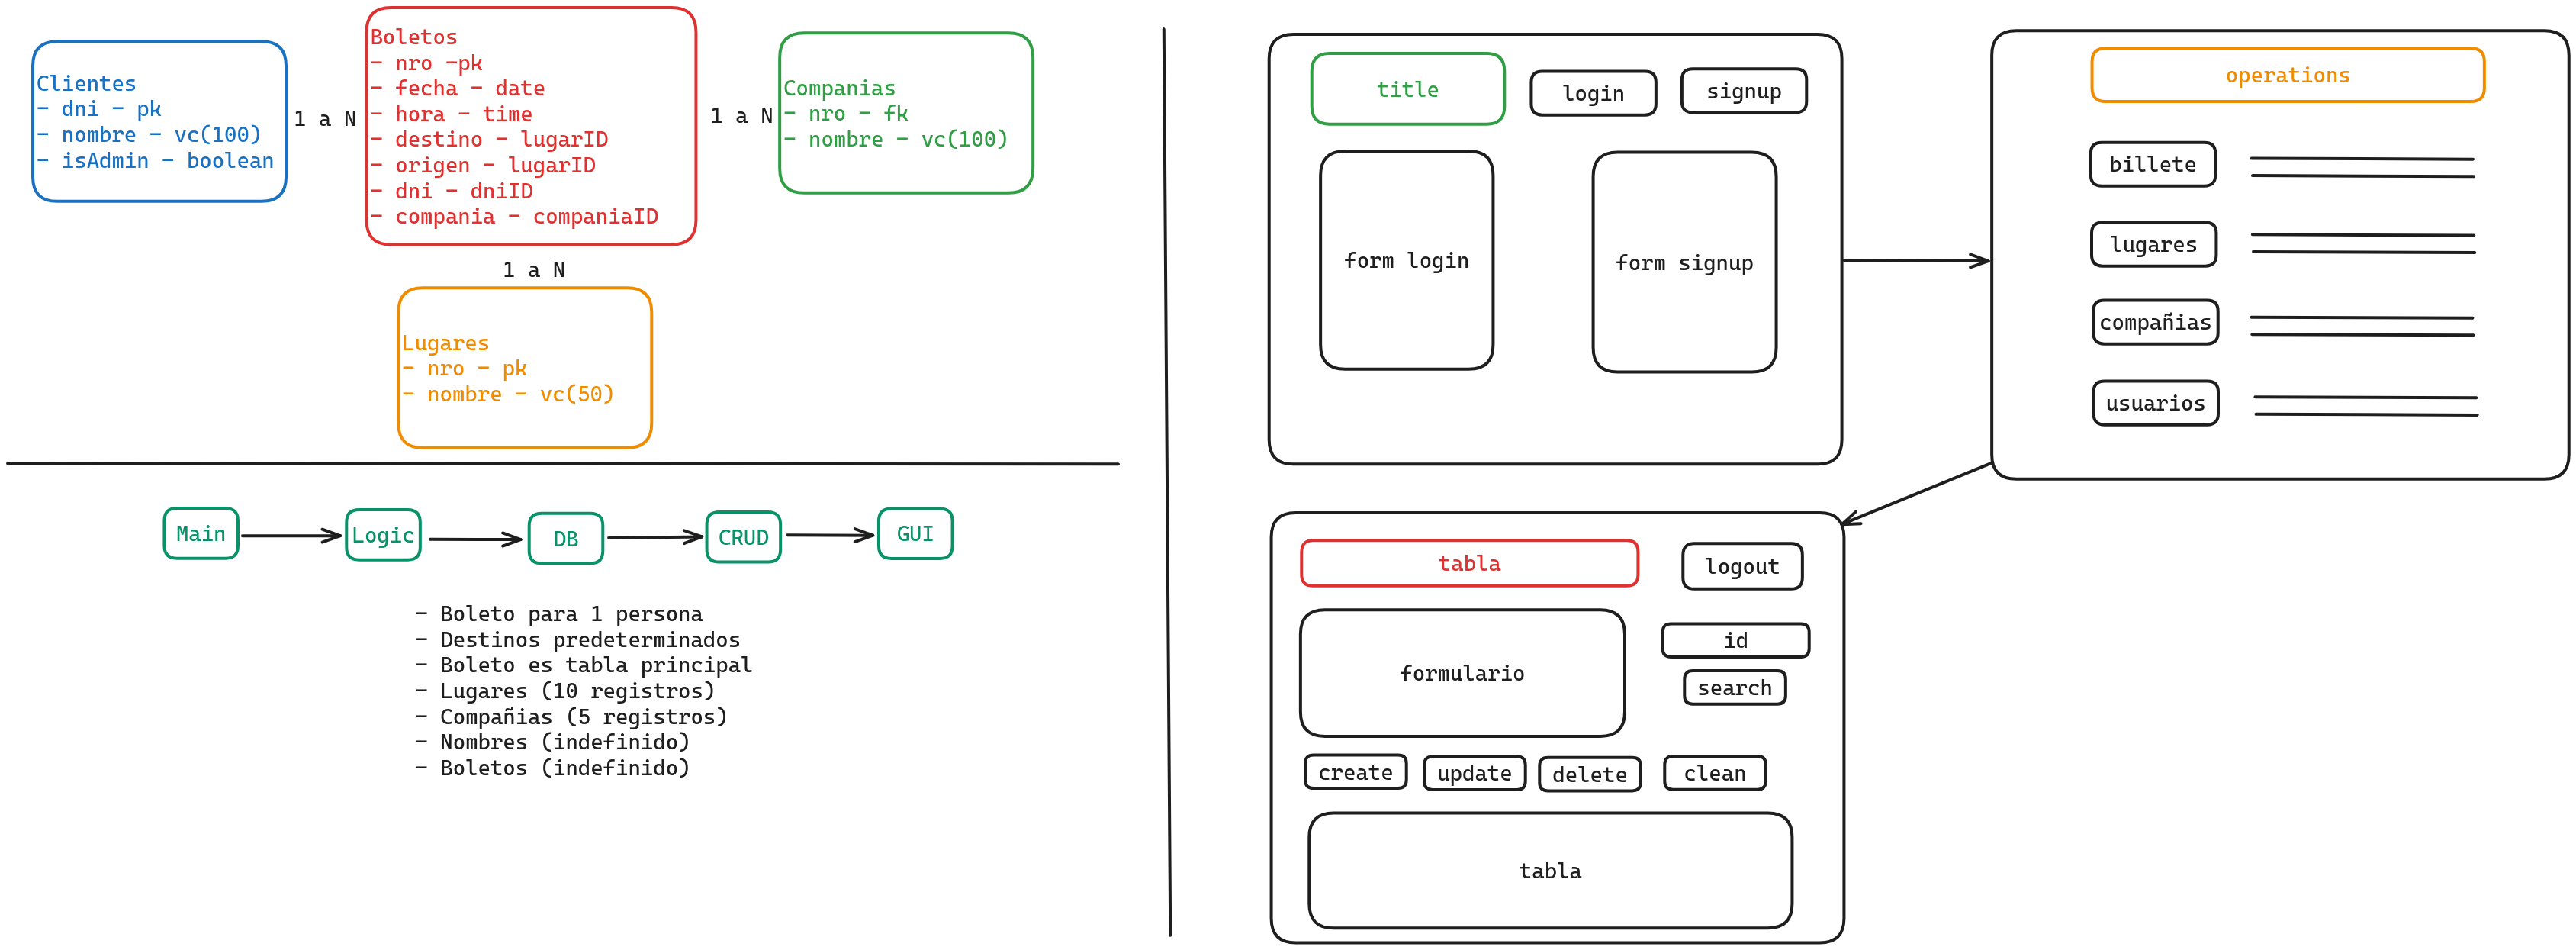 Clientes
- dni - pk
- nombre - vc(100)
- isAdmin - boolean
1 a N
Boletos
- nro -pk
- fecha - date
- hora - time
- destino - lugarID
- origen - lugarID
- dni - dniID
- compania - companiaID
1 a N
Companias
- nro - fk
- nombre - vc(100)
1 a N
Lugares
- nro - pk
- nombre - vc(50)
Main
Logic
DB
CRUD
GUI
- Boleto para 1 persona
- Destinos predeterminados
- Boleto es tabla principal
- Lugares (10 registros)
- Compañias (5 registros)
- Nombres (indefinido)
- Boletos (indefinido)
title
login
signup
form login
form signup
operations
billete
lugares
compañias
usuarios
tabla
logout
formulario
id
search
create
update
delete
clean
tabla